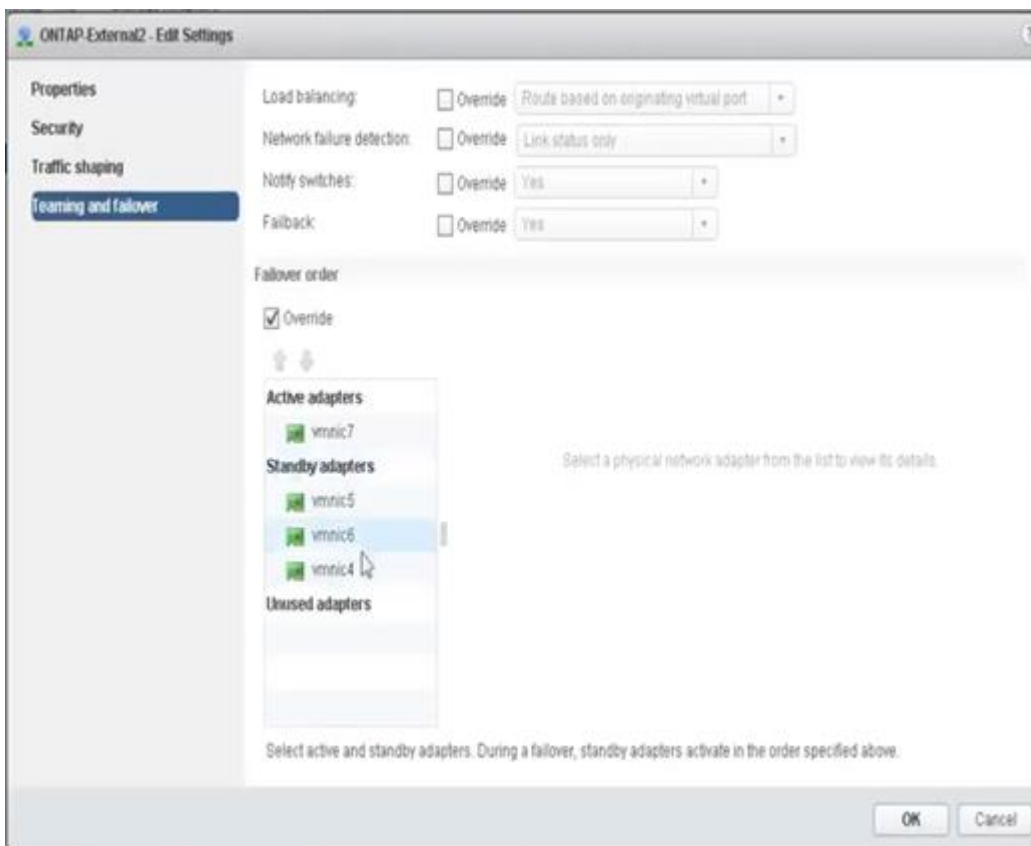 ONTAP-External2 - Edit Settings
?
Properties
Security
Traffic shaping
Teaming and failover
Load balancing: Override Route based on originating virtual port
Network failure detection: Override Link status only
Notify switches: Override Yes
Failback: Override Yes
Failover order
Override
Active adapters
vmnic7
Standby adapters
vmnic5
vmnic6
vmnic4
Unused adapters
Select a physical network adapter from the list to view its details.
Select active and standby adapters. During a failover, standby adapters activate in the order specified above.
OK Cancel